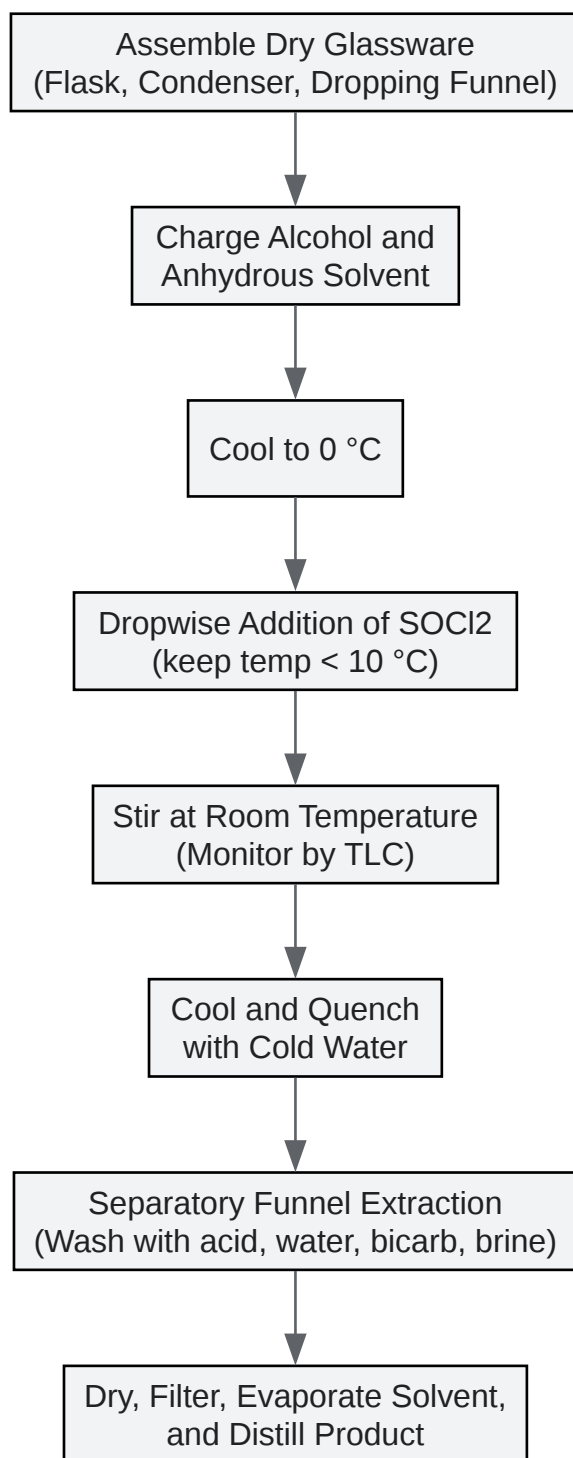 Assemble Dry Glassware
(Flask, Condenser, Dropping Funnel)
Charge Alcohol and
Anhydrous Solvent
Cool to 0 °C
Dropwise Addition of SOCl2
(keep temp < 10 °C)
Stir at Room Temperature
(Monitor by TLC)
Cool and Quench
with Cold Water
Separatory Funnel Extraction
(Wash with acid, water, bicarb, brine)
Dry, Filter, Evaporate Solvent,
and Distill Product